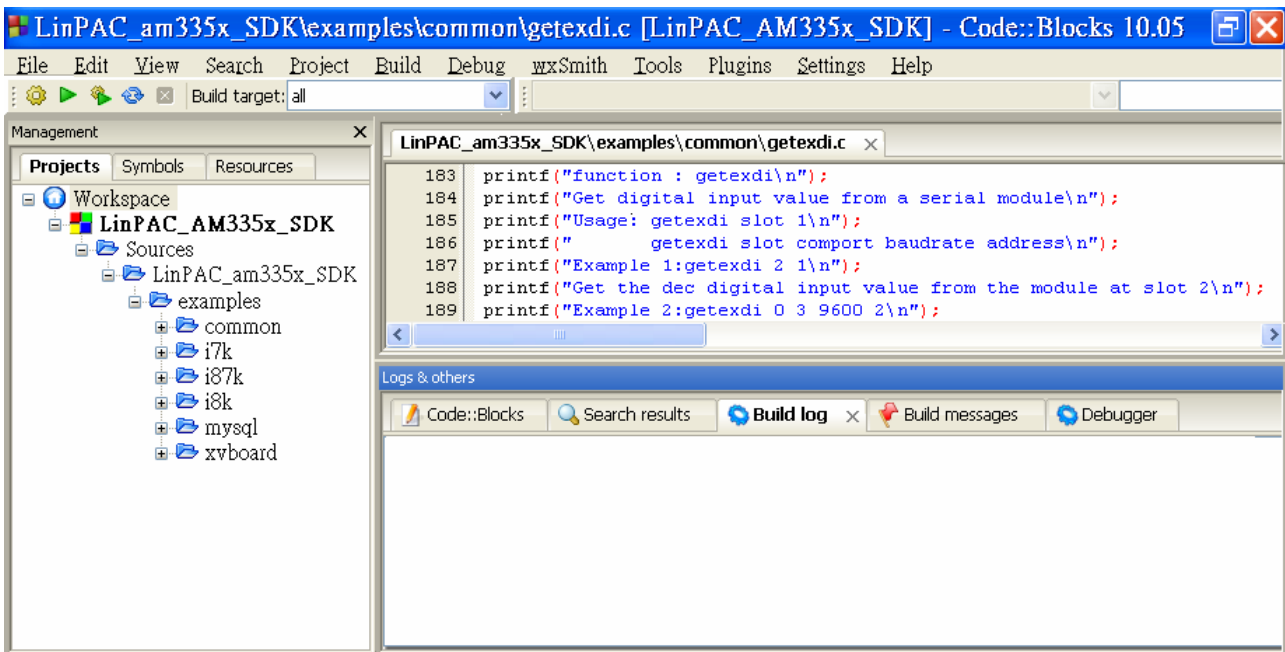 LinPAC_am335x_SDK\examples\common\getexdi.c [LinPAC_AM335x_SDK] - Code::Blocks 10.05
File Edit View Search Project Build Debug wxSmith Tools Plugins Settings Help
Build target: all
Management
Projects Symbols Resources
Workspace
LinPAC_AM335x_SDK
Sources
LinPAC_am335x_SDK
examples
common
i7k
i87k
i8k
mysql
xvboard
LinPAC_am335x_SDK\examples\common\getexdi.c
183 printf("function : getexdi\n");
184 printf("Get digital input value from a serial module\n");
185 printf("Usage: getexdi slot 1\n");
186 printf("       getexdi slot comport baudrate address\n");
187 printf("Example 1:getexdi 2 1\n");
188 printf("Get the dec digital input value from the module at slot 2\n");
189 printf("Example 2:getexdi 0 3 9600 2\n");
Logs & others
Code::Blocks Search results Build log Build messages Debugger